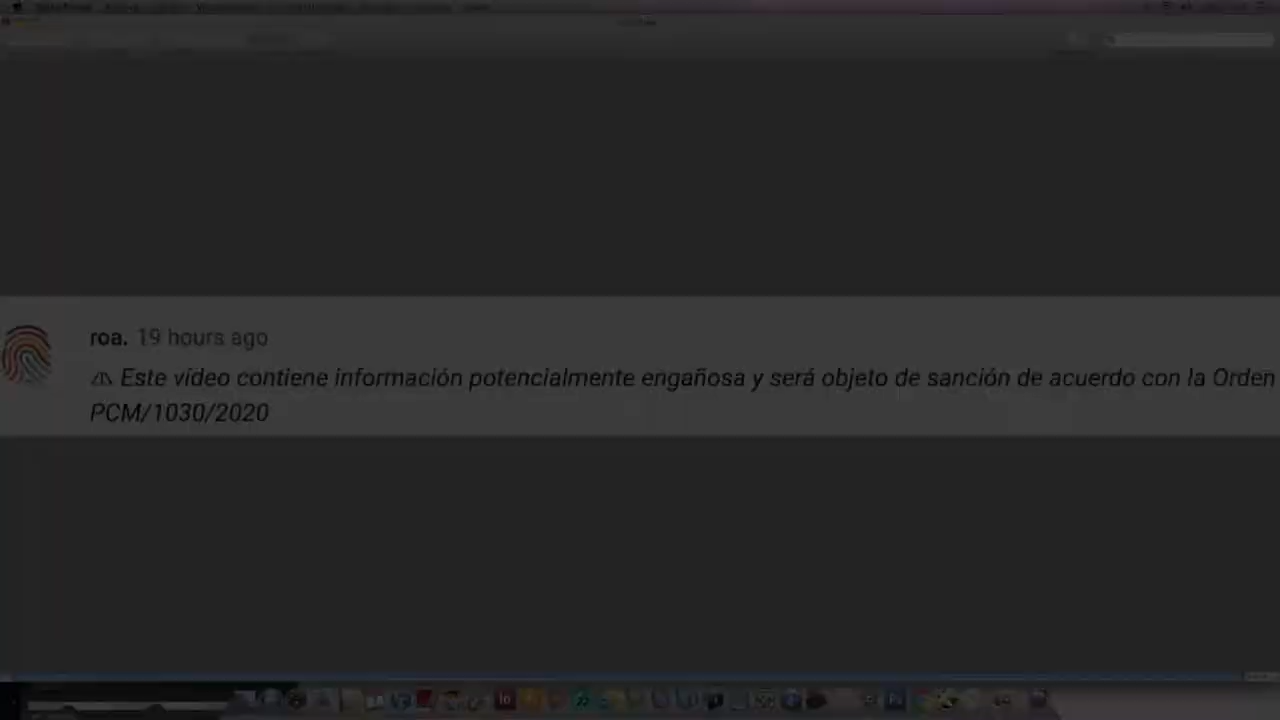 roa. 19 hours ago
⚠ Este vídeo contiene información potencialmente engañosa y será objeto de sanción de acuerdo con la Orden
PCM/1030/2020